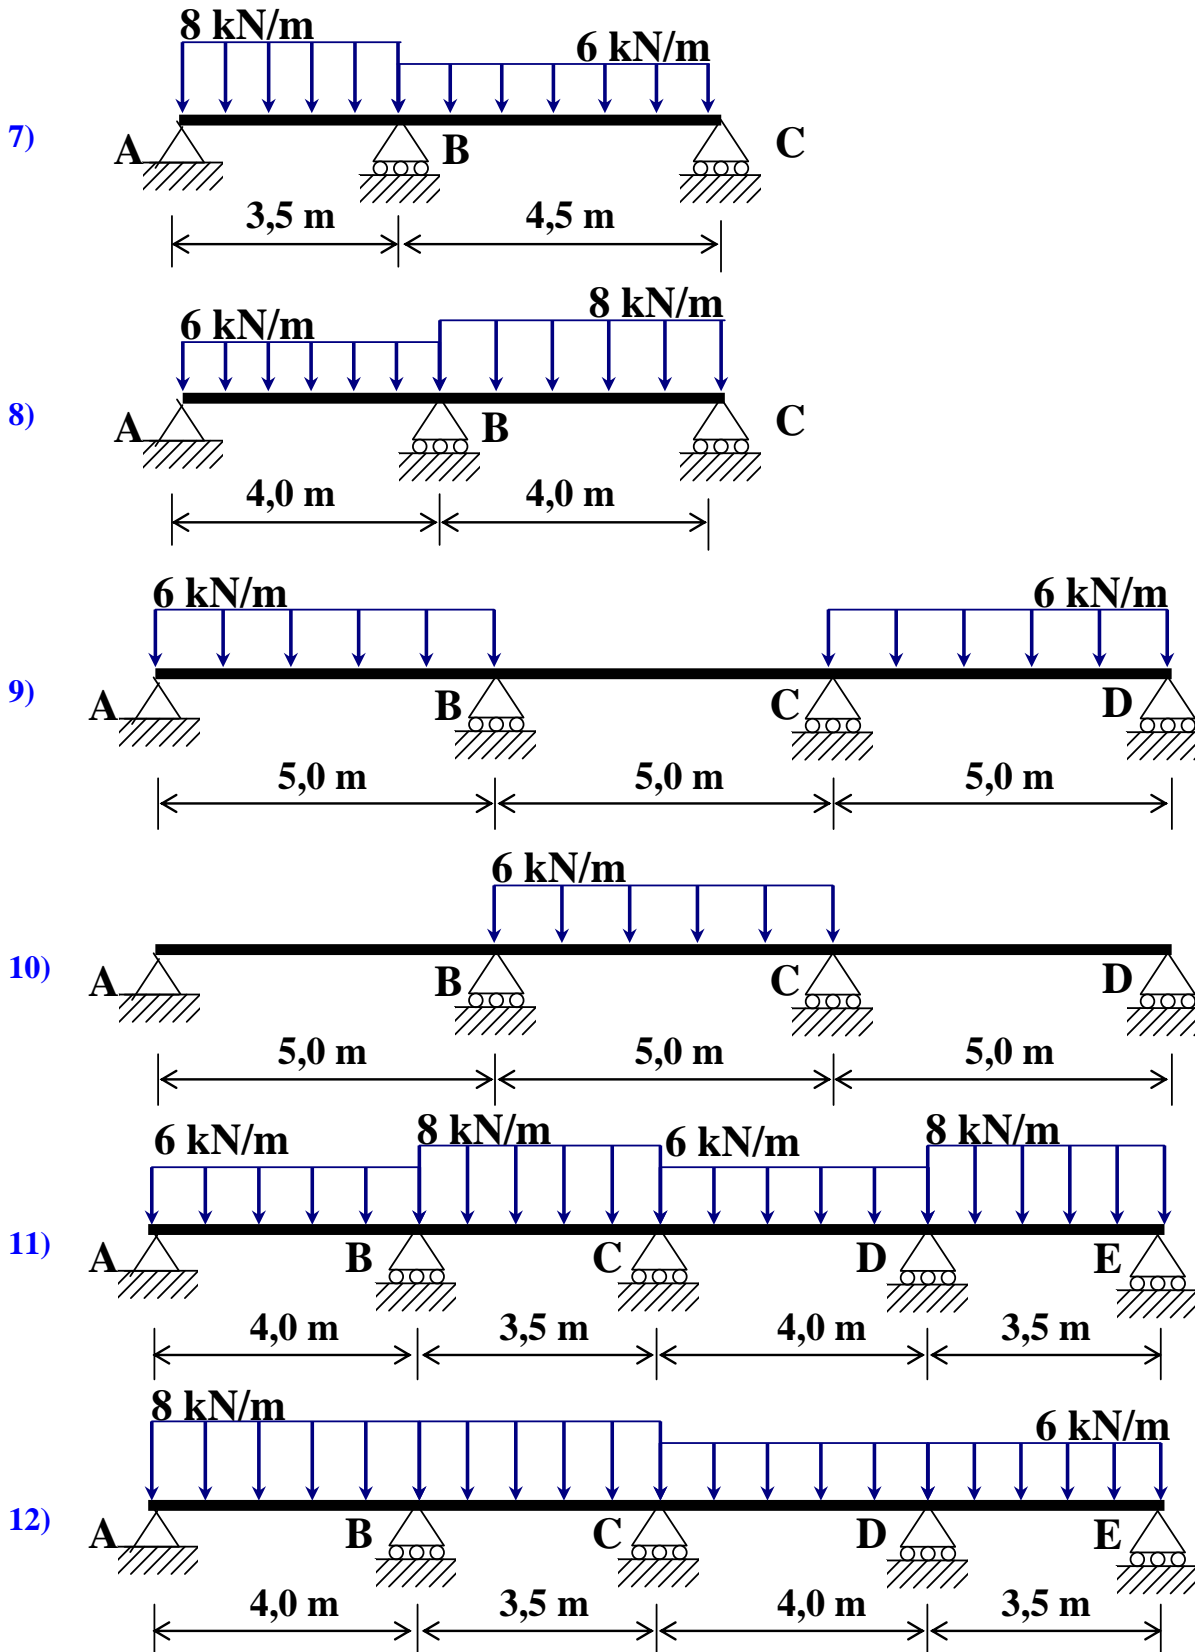 8 kN/m 6 kN/m
7) A B C
3,5 m 4,5 m
6 kN/m 8 kN/m
8) A B C
4,0 m 4,0 m
6 kN/m 6 kN/m
9) A B C D
5,0 m 5,0 m 5,0 m
6 kN/m
10) A B C D
5,0 m 5,0 m 5,0 m
6 kN/m 8 kN/m 6 kN/m 8 kN/m
11) A B C D E
4,0 m 3,5 m 4,0 m 3,5 m
8 kN/m 6 kN/m
12) A B C D E
4,0 m 3,5 m 4,0 m 3,5 m